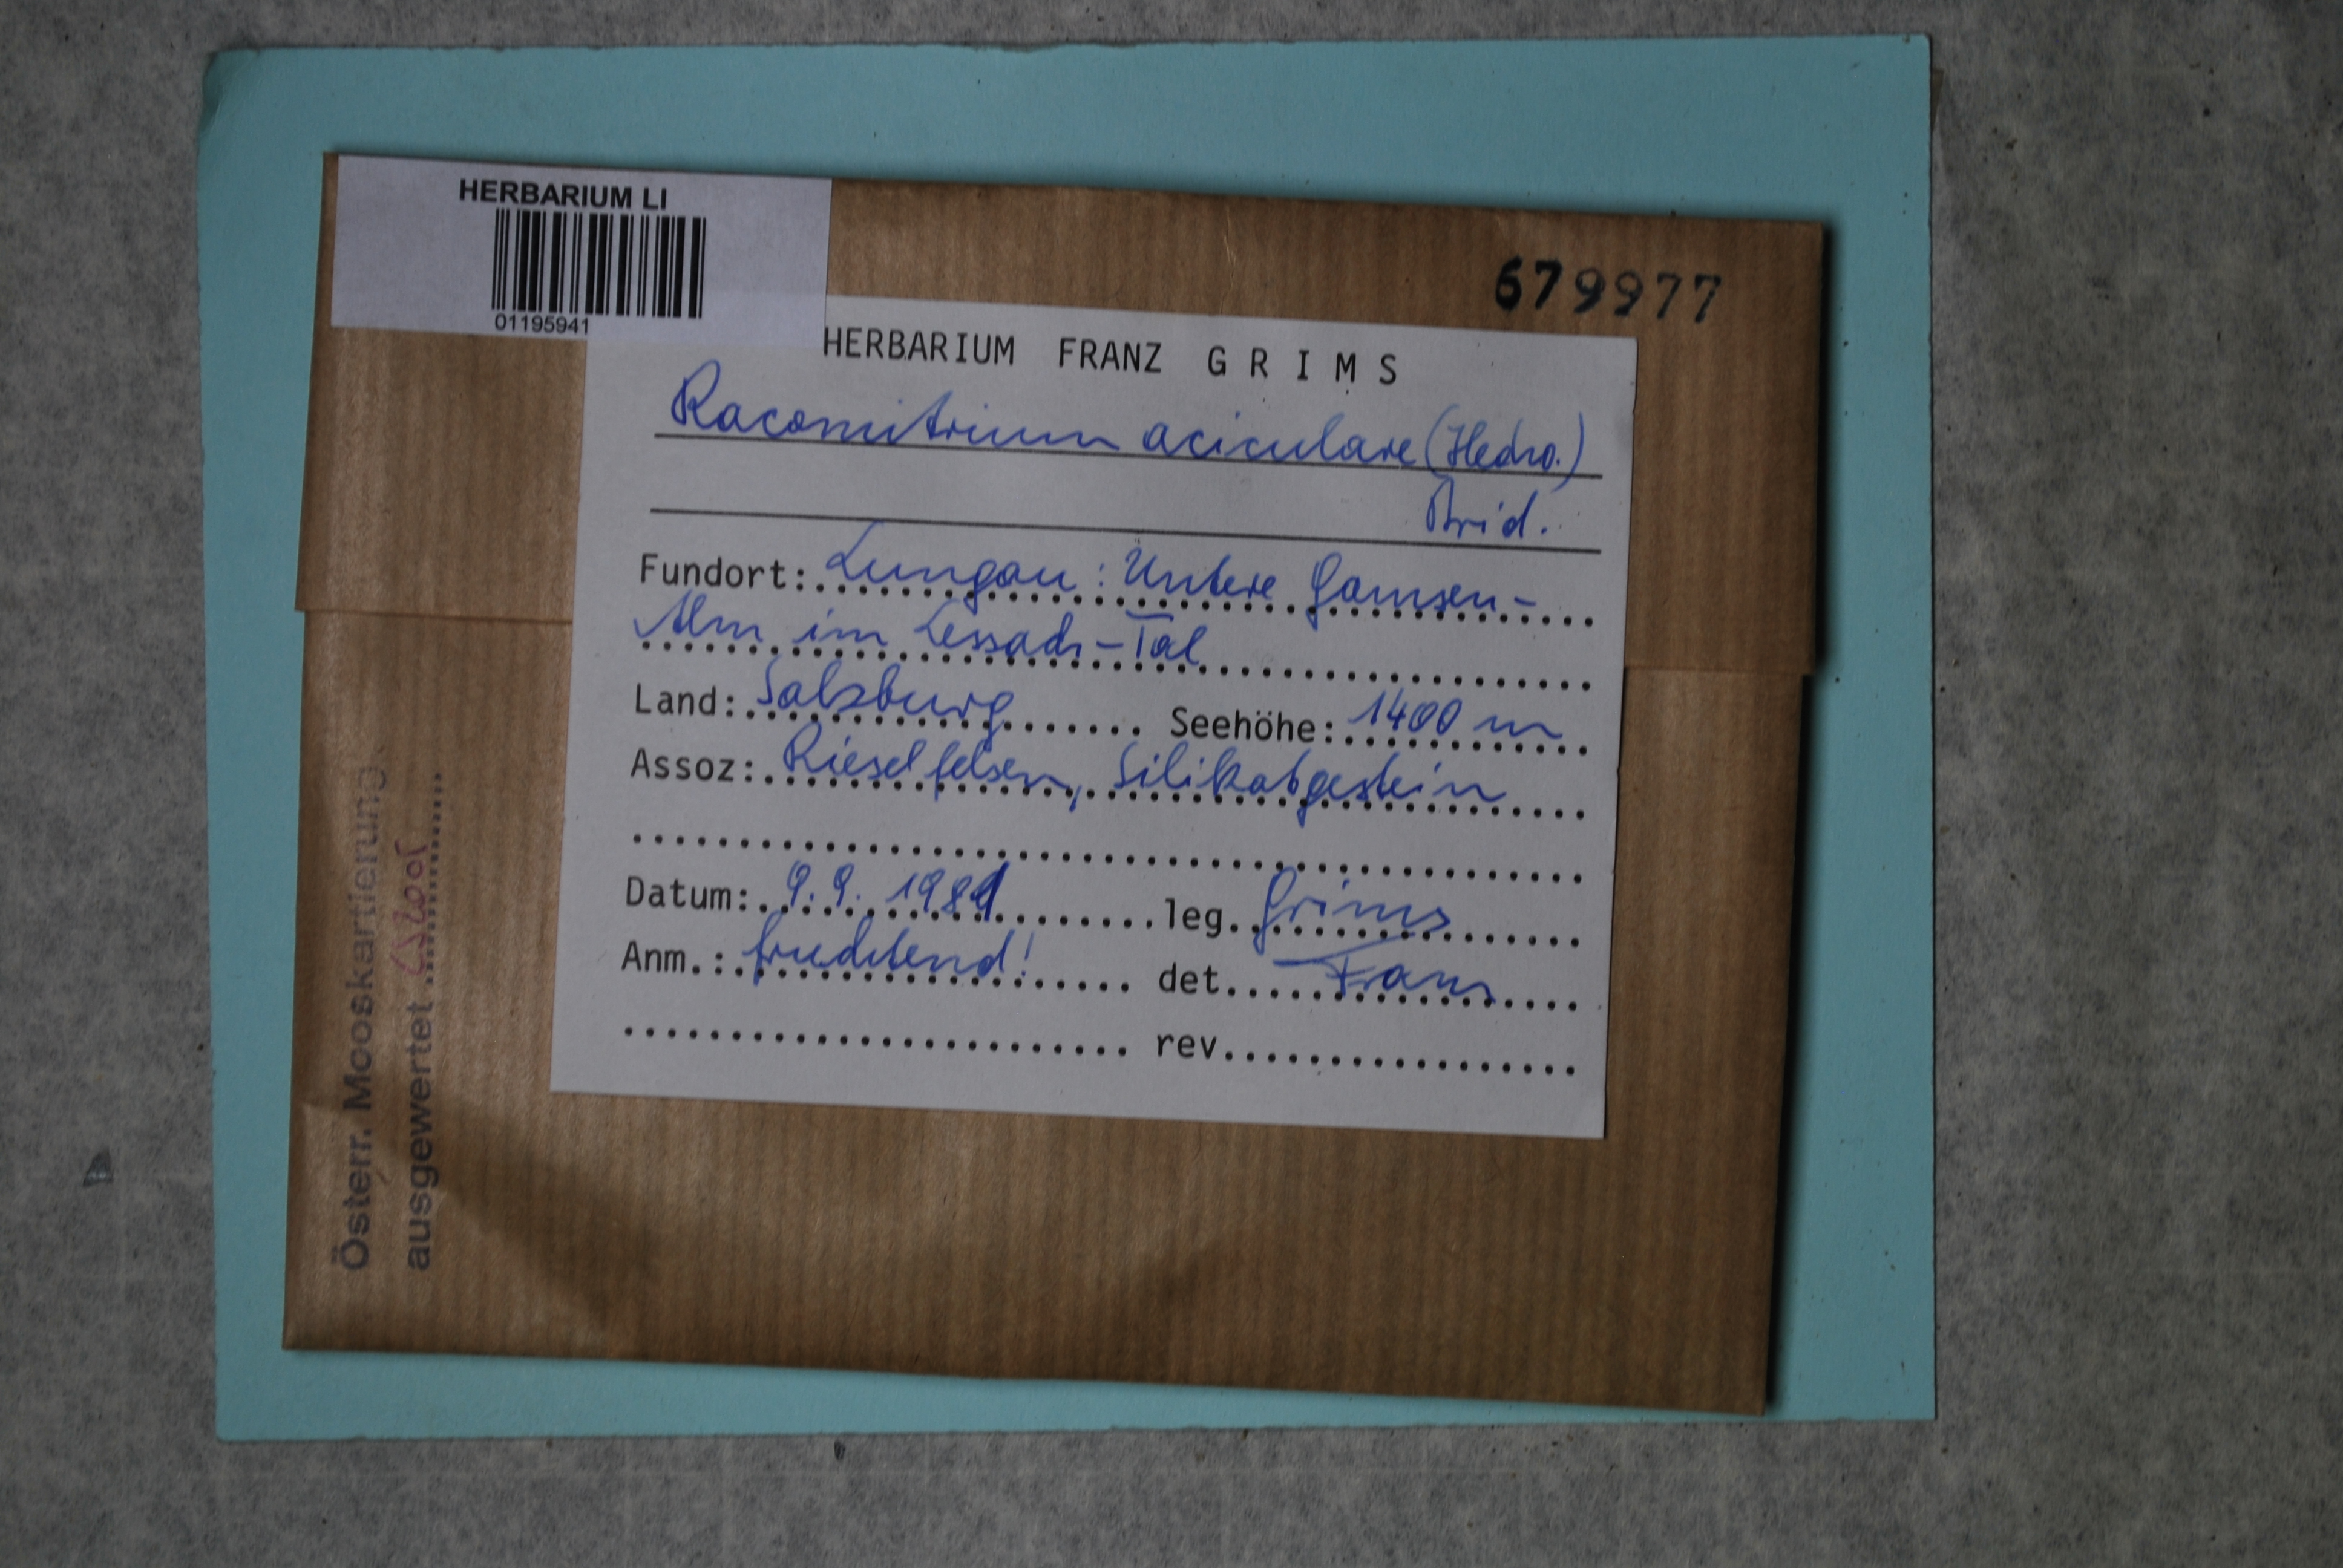 HERBARIUM LI
01195941
679977
HERBARIUM FRANZ GRIMS
Racomitrium aciculare (Hedw.)
Brid.
Fundort: Lungau: Untere Gamsen-
Alm im Lessach-Tal
Land: Salzburg Seehöhe: 1400 m
Assoz: Rieselfelsen, Silikatgestein
Datum: 9.9. 1981 leg. Grims
Anm.: fruchtend! det. Franz
rev.
Österr. Mooskartierung
ausgewertet